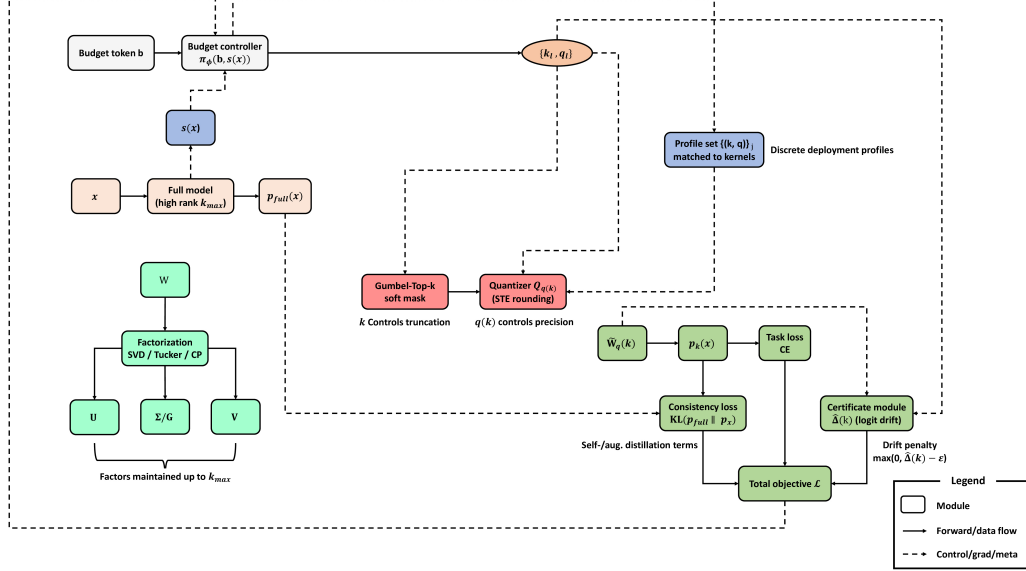 Budget token b
Budget controller
π_ϕ(b, s(x))
{k_l, q_l}
s(x)
Profile set {(k, q)}_j
matched to kernels
Discrete deployment profiles
x
Full model
(high rank k_max)
p_full(x)
W
Gumbel-Top-k
soft mask
Quantizer Q_q(k)
(STE rounding)
k Controls truncation
q(k) controls precision
Factorization
SVD / Tucker / CP
Ŵ_q(k)
p_k(x)
Task loss
CE
U
Σ/G
V
Consistency loss
KL(p_full ∥ p_x)
Certificate module
Δ̂(k) (logit drift)
Self-/aug. distillation terms
Drift penalty
max(0, Δ̂(k) − ε)
Factors maintained up to k_max
Total objective ℒ
Legend
Module
Forward/data flow
Control/grad/meta